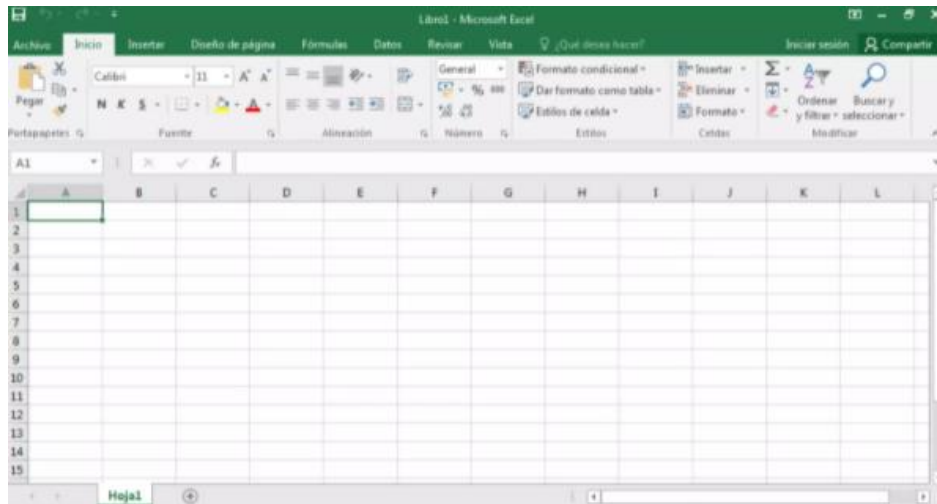 Libro1 - Microsoft Excel
Archivo Inicio Insertar Diseño de página Fórmulas Datos Revisar Vista ¿Qué desea hacer? Iniciar sesión Compartir
Pegar
Calibri 11
N K S
General
% 000
Formato condicional
Dar formato como tabla
Estilos de celda
Insertar
Eliminar
Formato
Σ
Ordenar y filtrar
Buscar y seleccionar
Portapapeles Fuente Alineación Número Estilos Celdas Modificar
A1 fx
A B C D E F G H I J K L
1
2
3
4
5
6
7
8
9
10
11
12
13
14
15
Hoja1